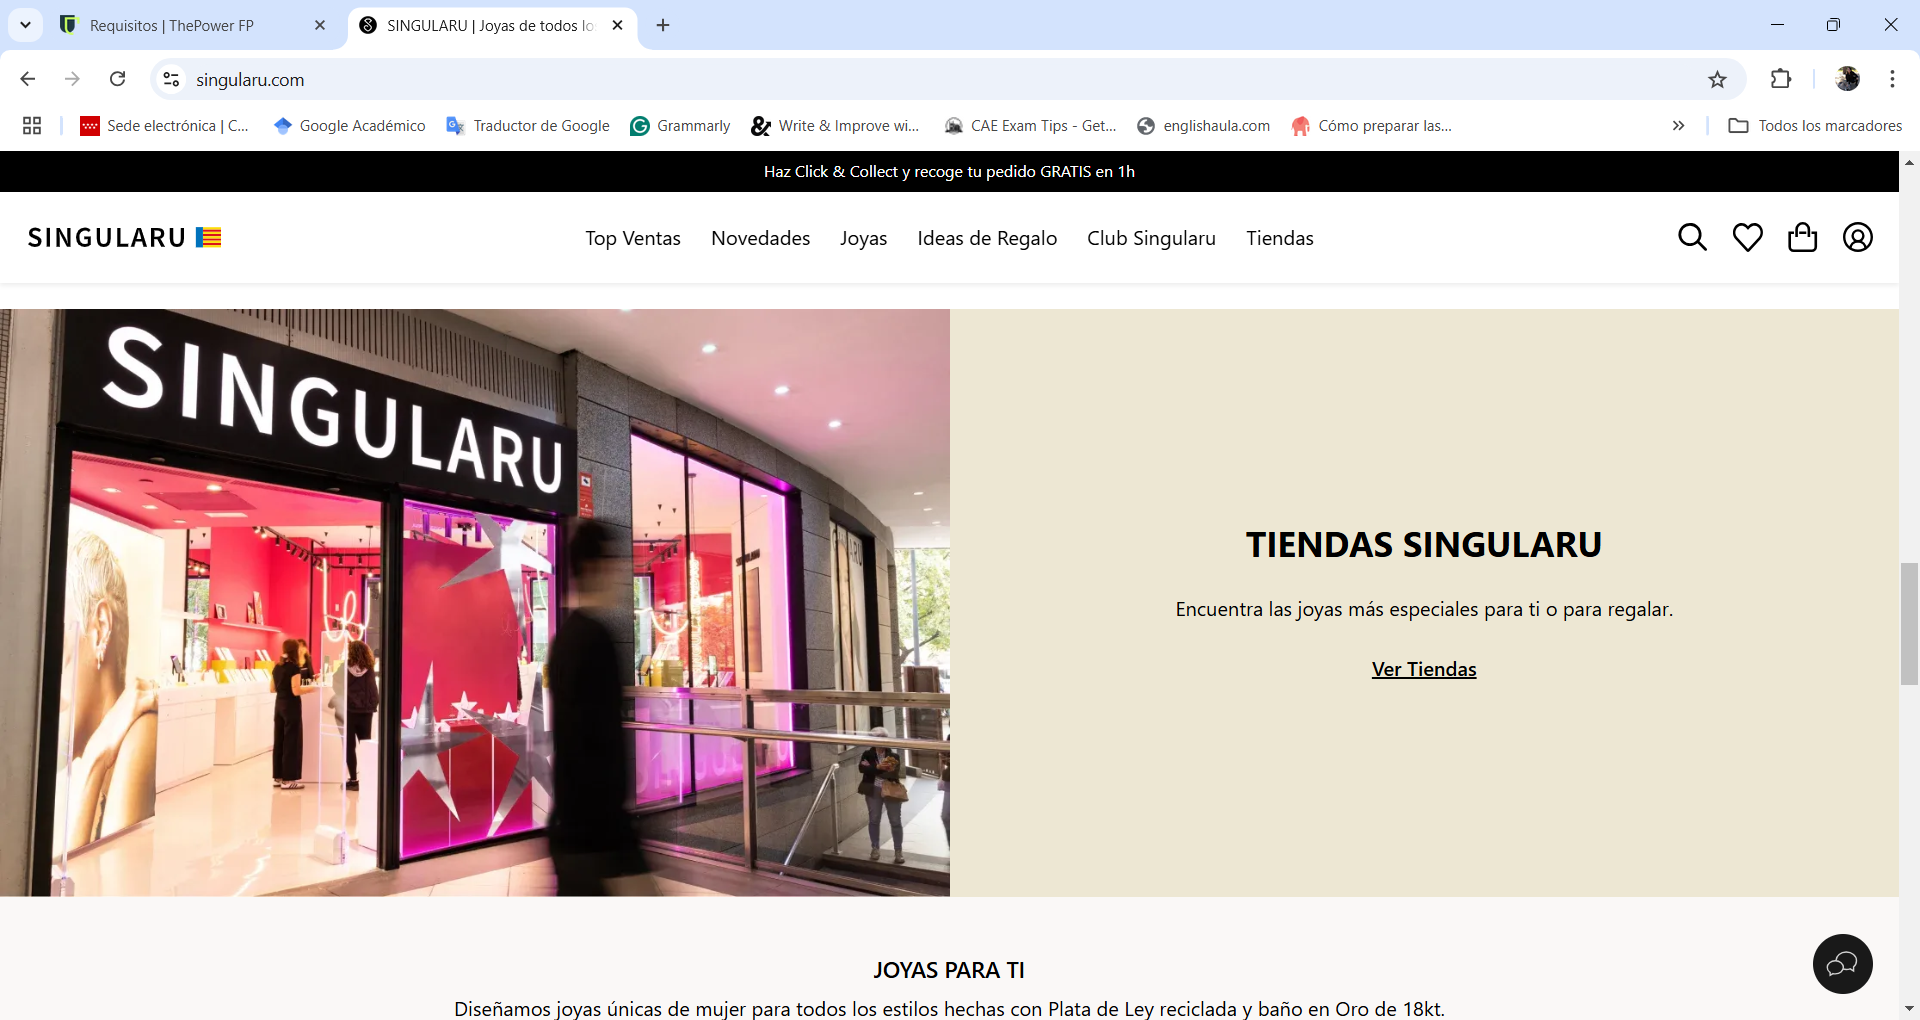 Requisitos | ThePower FP
SINGULARU | Joyas de todos lo
singularu.com
Sede electrónica | C...
Google Académico
Traductor de Google
Grammarly
Write & Improve wi...
CAE Exam Tips - Get...
englishaula.com
Cómo preparar las...
Todos los marcadores
Haz Click & Collect y recoge tu pedido GRATIS en 1h
SINGULARU
Top Ventas
Novedades
Joyas
Ideas de Regalo
Club Singularu
Tiendas
SINGULARU
TIENDAS SINGULARU
Encuentra las joyas más especiales para ti o para regalar.
Ver Tiendas
JOYAS PARA TI
Diseñamos joyas únicas de mujer para todos los estilos hechas con Plata de Ley reciclada y baño en Oro de 18kt.